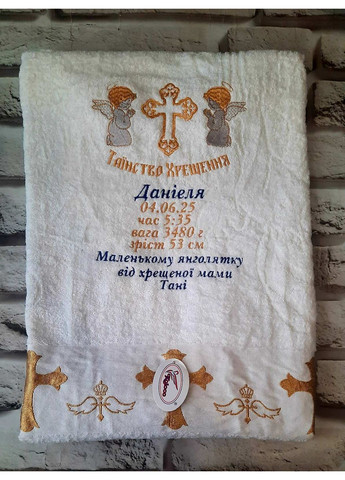 Таїнство Хрещення
Даніеля
04.06.25
час 5:35
вага 3480 г
зріст 53 см
Маленькому янголятку
від хрещеної мами
Тані